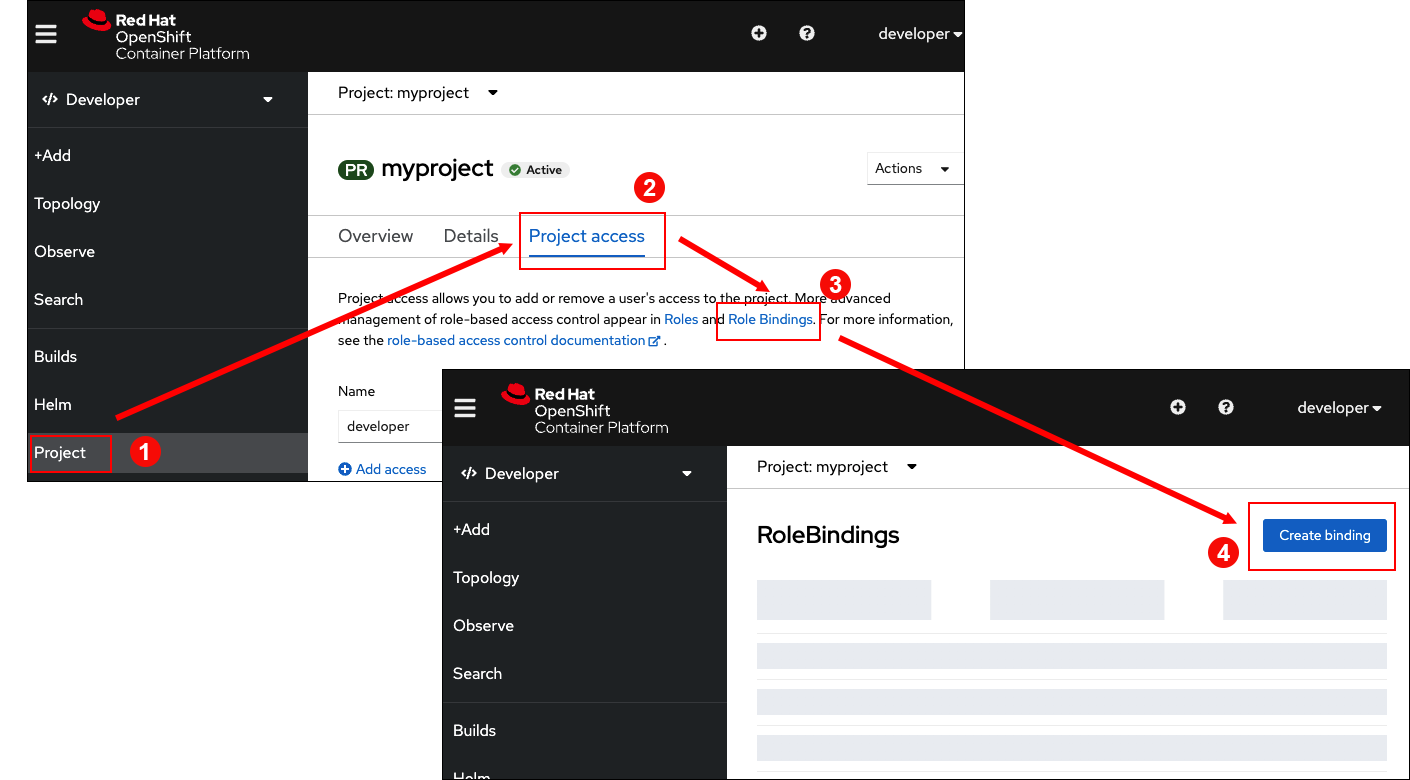 Red Hat
OpenShift
Container Platform
developer
Developer
Project: myproject
+Add
Topology
Observe
Search
Builds
Helm
Project
1
PR myproject Active
Actions
2
Overview Details Project access
3
Project access allows you to add or remove a user's access to the project. More advanced
management of role-based access control appear in Roles and Role Bindings. For more information,
see the role-based access control documentation .
Name
developer
Add access
Red Hat
OpenShift
Container Platform
developer
Developer
Project: myproject
+Add
Topology
Observe
Search
Builds
Helm
RoleBindings
Create binding
4